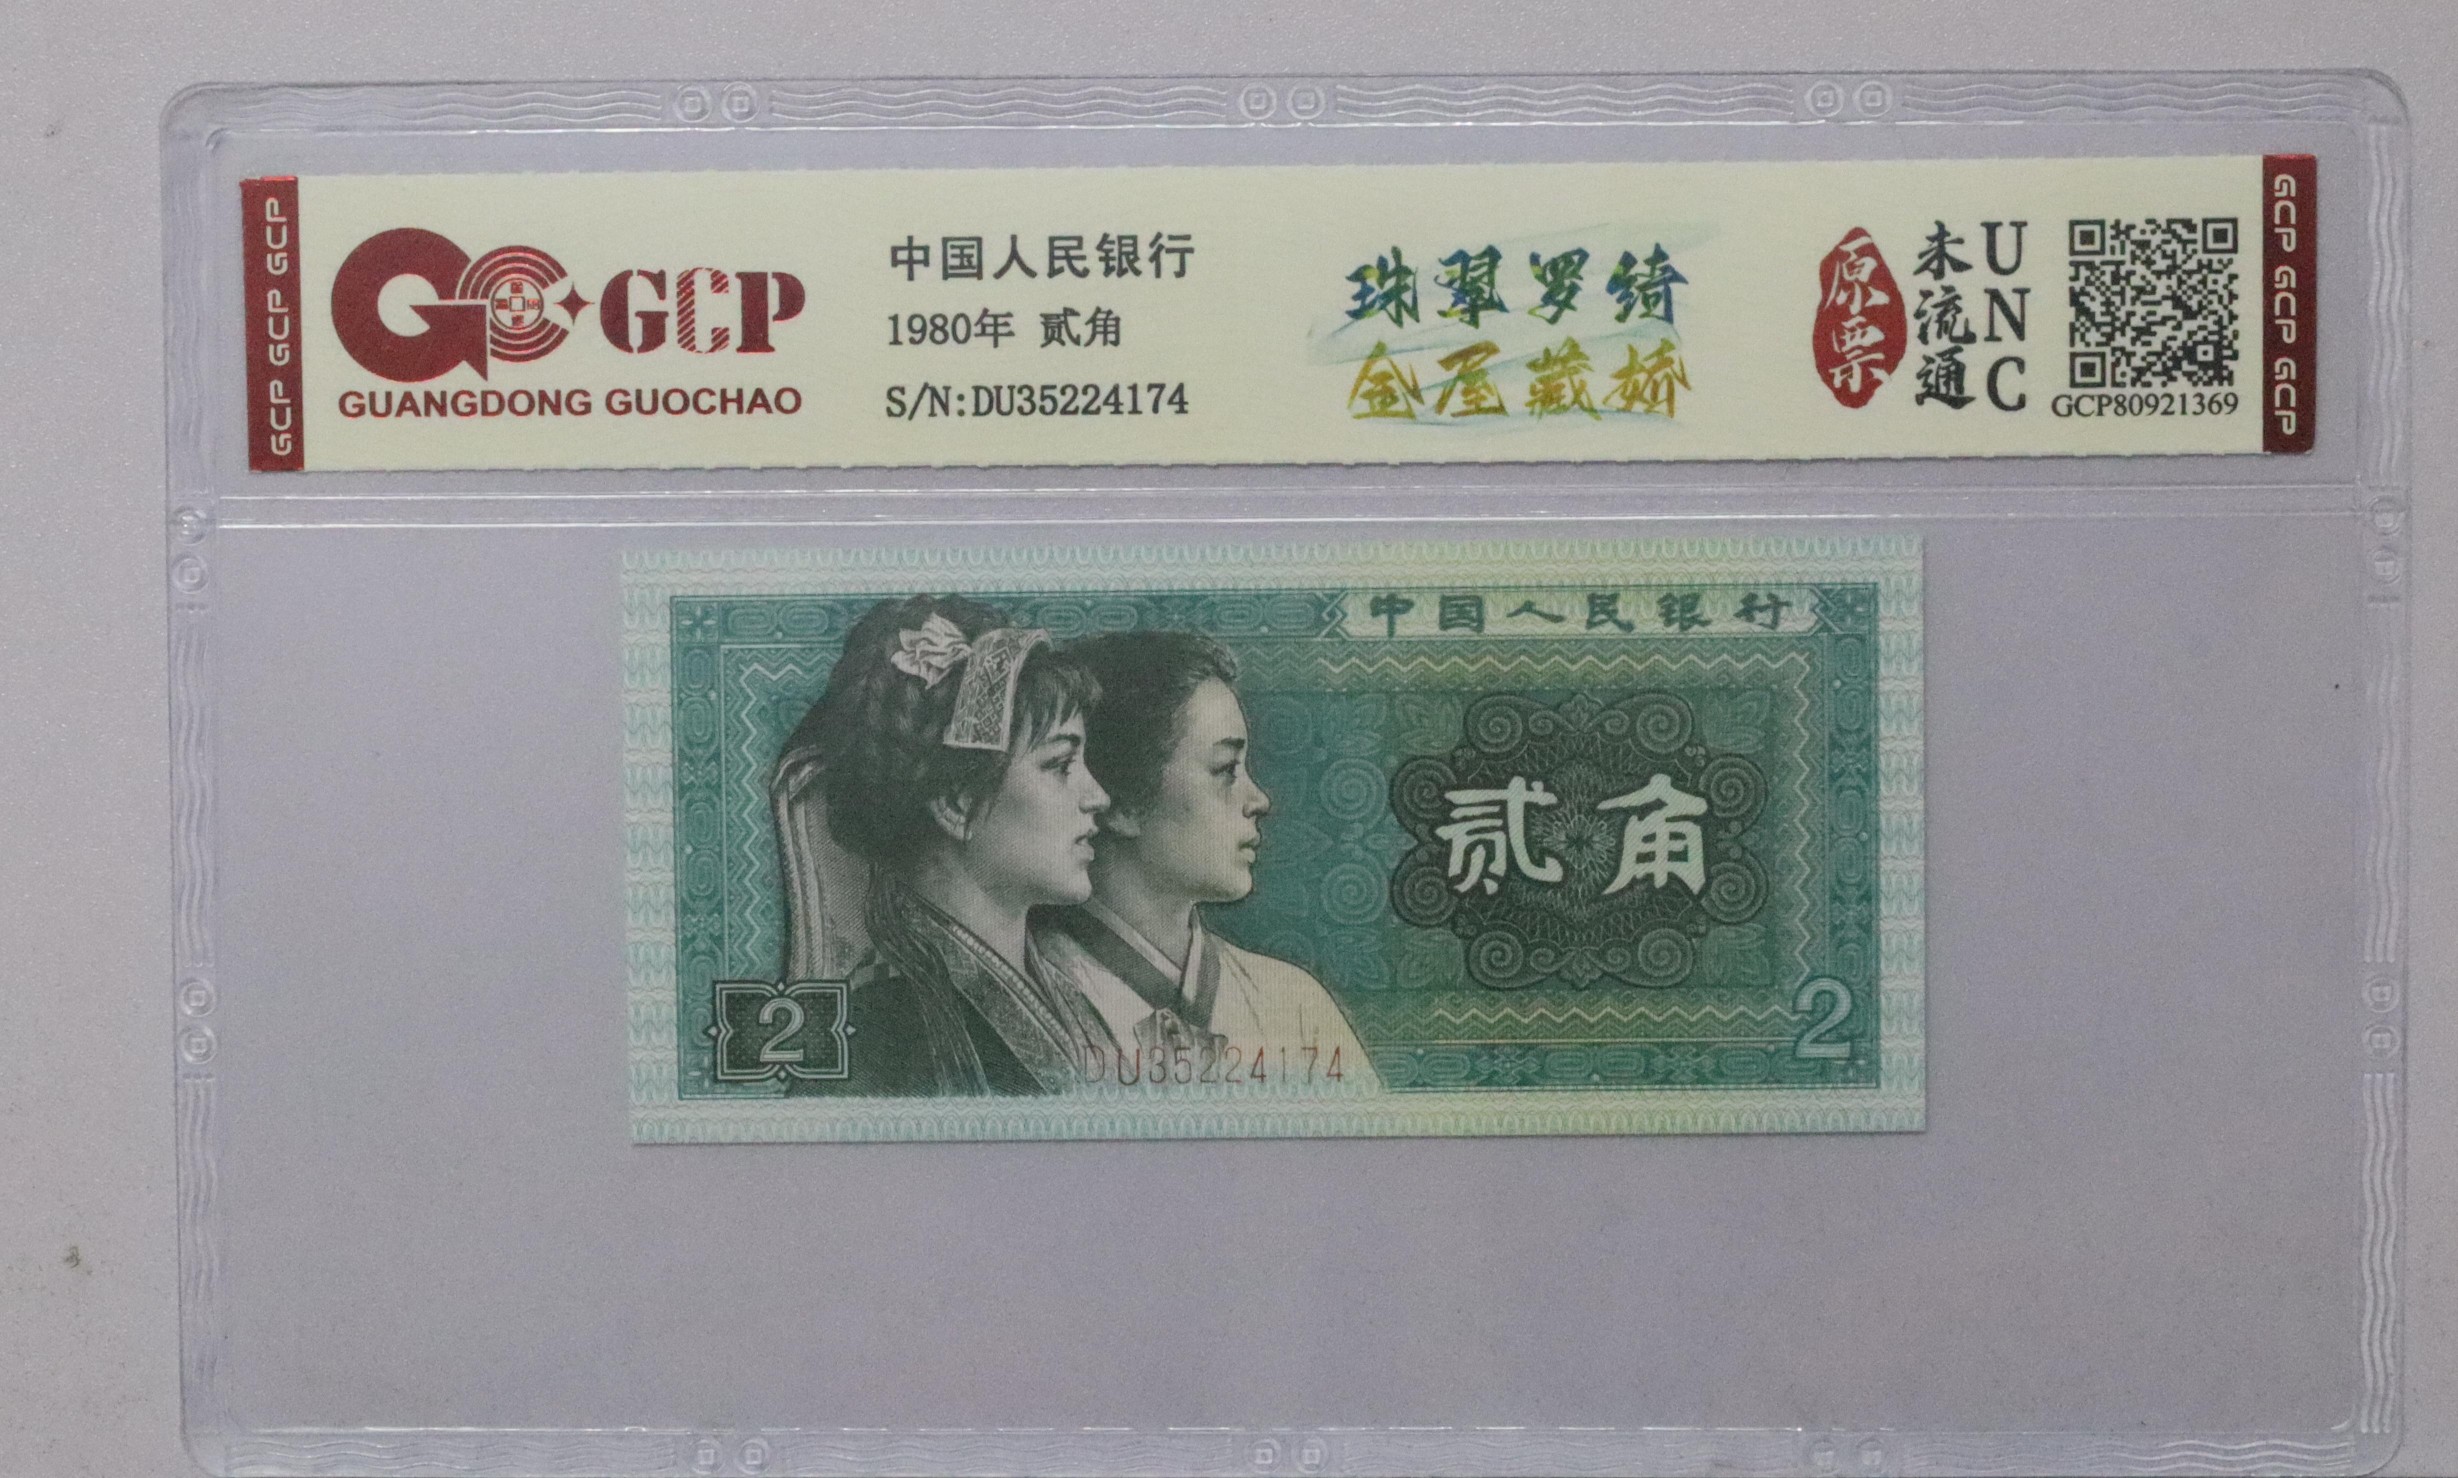 GCP GCP GCP
GCP
GUANGDONG GUOCHAO
中国人民银行
1980年 贰角
S/N:DU35224174
珠翠罗绮
金屋藏娇
原票
未流通
UNC
GCP80921369
GCP GCP GCP
中国人民银行
贰角
2
DU35224174
2